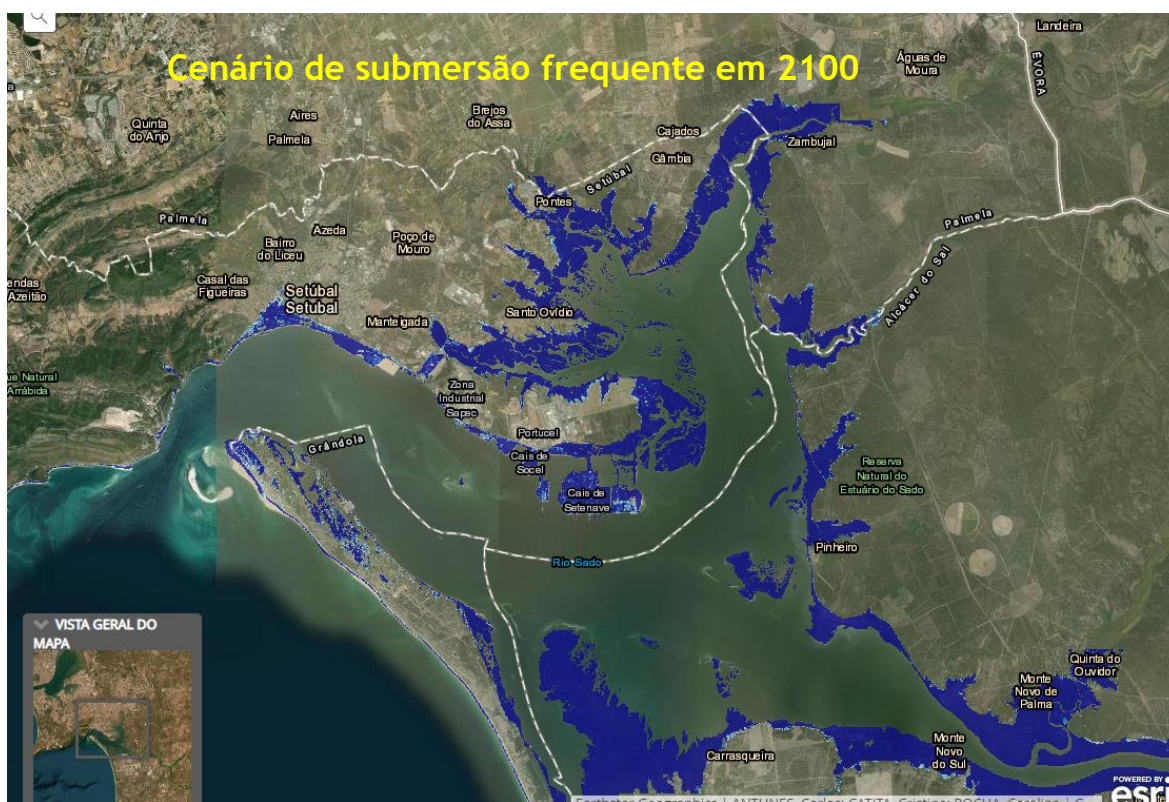 Cenário de submersão frequente em 2100
Landeira
Águas de
Moura
ÉVORA
Quinta
do Anjo
Aires
Palmela
Brejos
do Assa
Cajados
Gâmbia
Zambujal
Setúbal
Pontes
Palmela
Palmela
Azeda
Bairro
do Liceu
Poço de
Mouro
endas
Azeitão
Casal das
Figueiras
Setúbal
Setubal
Manteigada
Santo Ovídio
Alcácer do Sal
ue Natural
Arrábida
Zona
Industrial
Sapec
Portucel
Grândola
Cais de
Socel
Cais de
Setenave
Reserva
Natural do
Estuário do Sado
Pinheiro
Rio Sado
VISTA GERAL DO
MAPA
Quinta do
Ouvidor
Monte
Novo de
Palma
Carrasqueira
Monte
Novo
do Sul
POWERED BY
esri